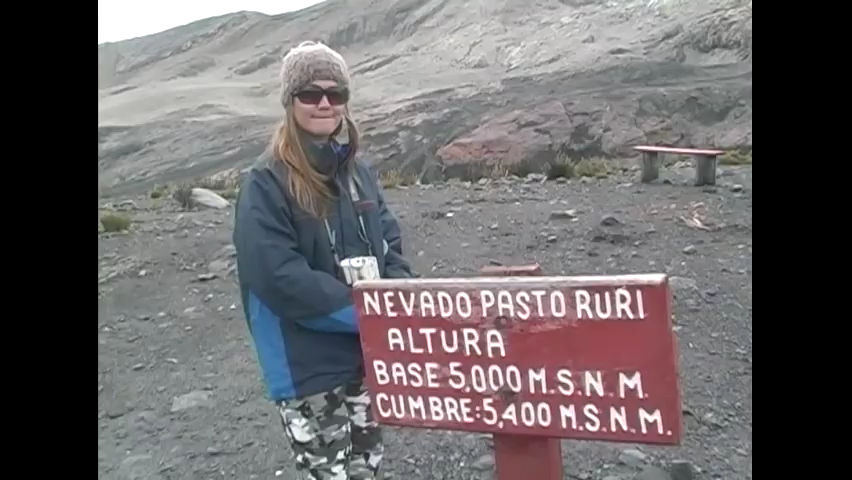 NEVADO PASTO RURI
ALTURA
BASE 5,000 M.S.N.M.
CUMBRE: 5,400 M.S.N.M.